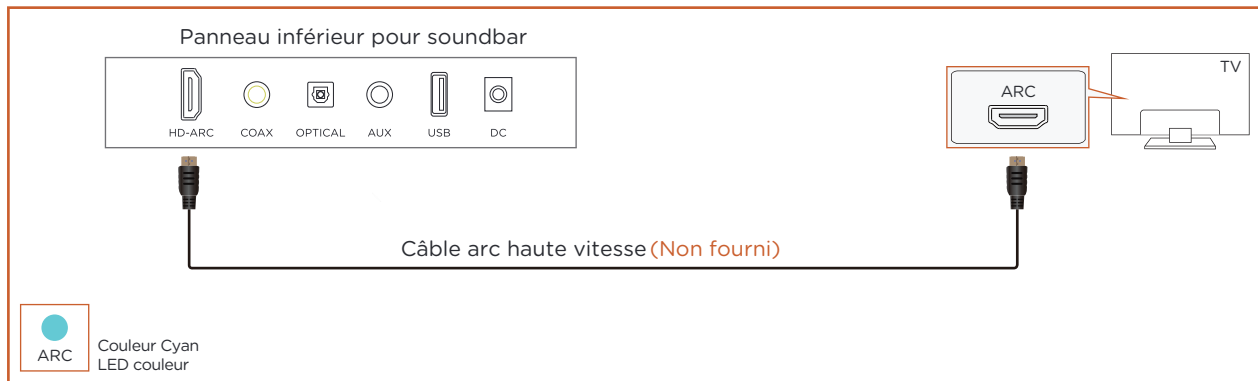 Panneau inférieur pour soundbar
HD-ARC COAX OPTICAL AUX USB DC
ARC
TV
Câble arc haute vitesse (Non fourni)
ARC
Couleur Cyan
LED couleur